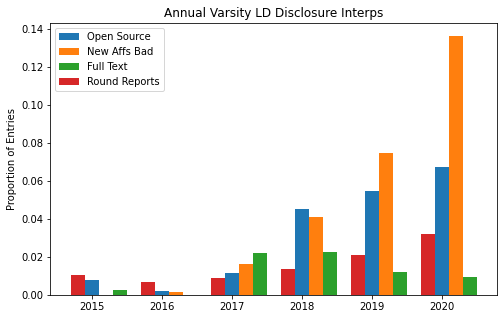 Annual Varsity LD Disclosure Interps
Open Source
New Affs Bad
Full Text
Round Reports
Proportion of Entries
0.14
0.12
0.10
0.08
0.06
0.04
0.02
0.00
2015 2016 2017 2018 2019 2020